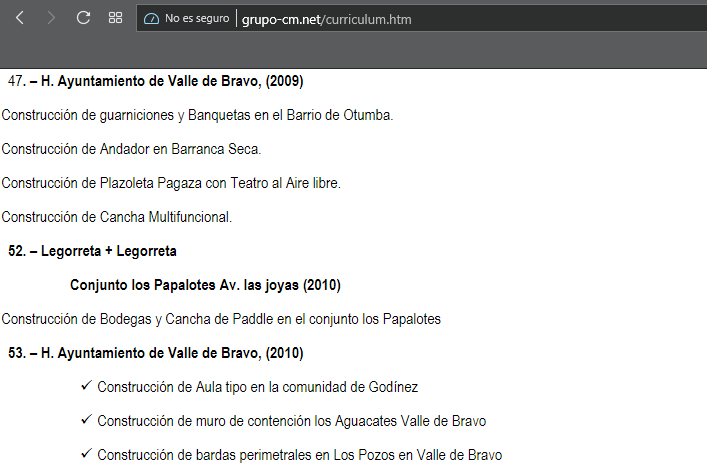 No es seguro grupo-cm.net/curriculum.htm
47. – H. Ayuntamiento de Valle de Bravo, (2009)
Construcción de guarniciones y Banquetas en el Barrio de Otumba.
Construcción de Andador en Barranca Seca.
Construcción de Plazoleta Pagaza con Teatro al Aire libre.
Construcción de Cancha Multifuncional.
52. – Legorreta + Legorreta
Conjunto los Papalotes Av. las joyas (2010)
Construcción de Bodegas y Cancha de Paddle en el conjunto los Papalotes
53. – H. Ayuntamiento de Valle de Bravo, (2010)
✓ Construcción de Aula tipo en la comunidad de Godínez
✓ Construcción de muro de contención los Aguacates Valle de Bravo
✓ Construcción de bardas perimetrales en Los Pozos en Valle de Bravo